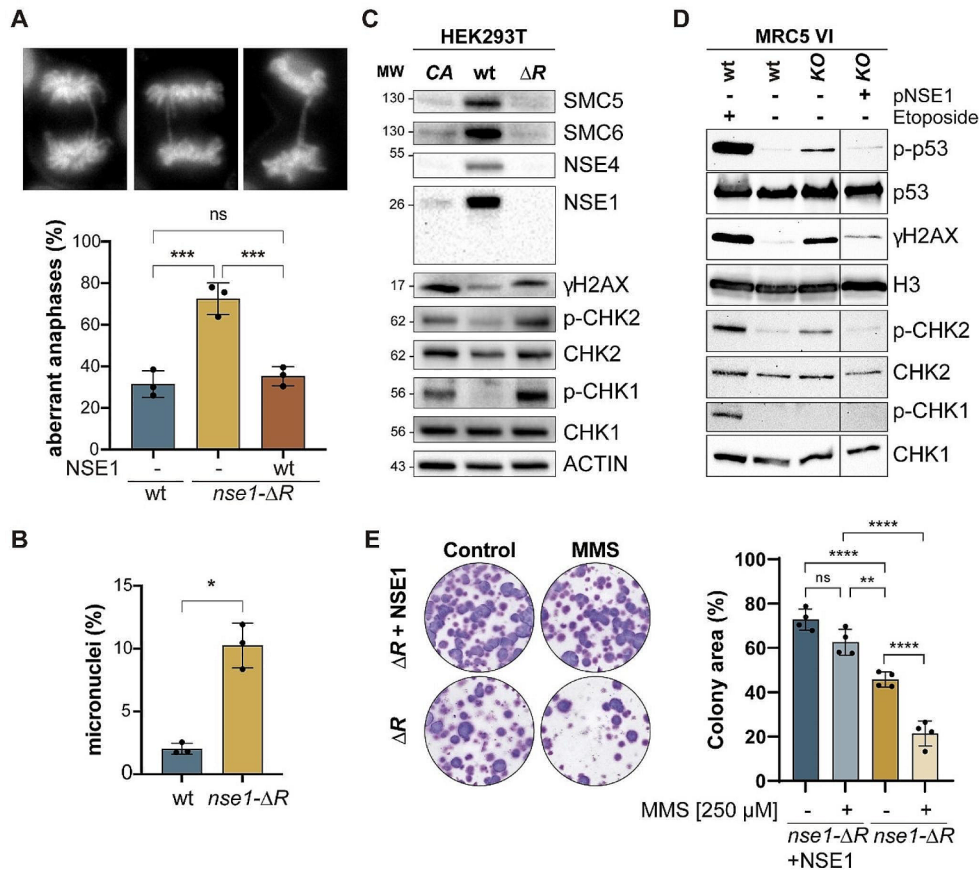 A
ns
*** ***
aberrant anaphases (%)
100
80
60
40
20
0
NSE1 - - wt
wt nse1-ΔR
B
*
micronuclei (%)
15
10
5
0
wt nse1-ΔR
C
HEK293T
MW CA wt ΔR
130 SMC5
130 SMC6
55
NSE4
26 NSE1
17 γH2AX
62 p-CHK2
62 CHK2
56 p-CHK1
56 CHK1
43 ACTIN
D
MRC5 VI
wt wt KO KO
- - - + pNSE1
+ - - - Etoposide
p-p53
p53
γH2AX
H3
p-CHK2
CHK2
p-CHK1
CHK1
E
Control MMS
ΔR + NSE1
ΔR
****
****
ns **
****
Colony area (%)
100
80
60
40
20
0
MMS [250 μM] - + - +
nse1-ΔR nse1-ΔR
+NSE1